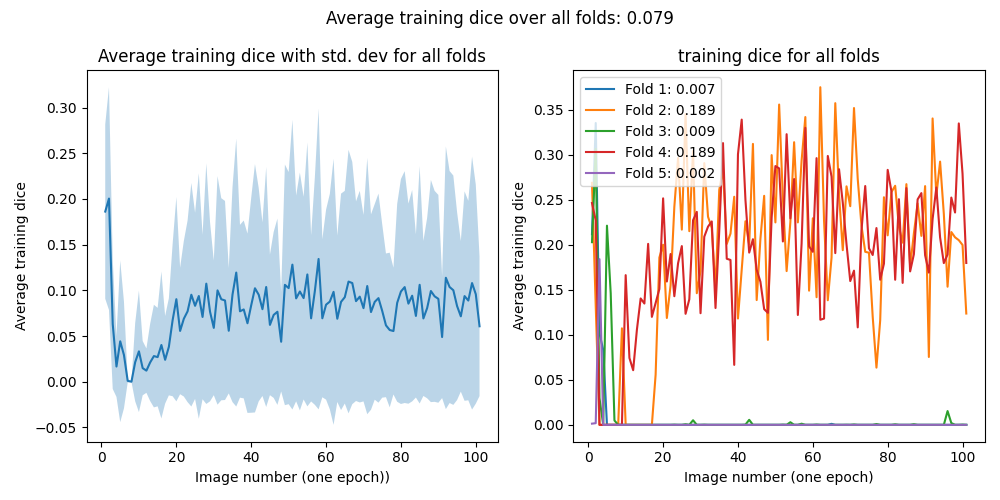 Average training dice over all folds: 0.079
Average training dice with std. dev for all folds
0.30
0.25
0.20
0.15
0.10
0.05
0.00
−0.05
Average training dice
0
20
40
60
80
100
Image number (one epoch))
training dice for all folds
Fold 1: 0.007
Fold 2: 0.189
Fold 3: 0.009
Fold 4: 0.189
Fold 5: 0.002
0.35
0.30
0.25
0.20
0.15
0.10
0.05
0.00
Average training dice
0
20
40
60
80
100
Image number (one epoch)